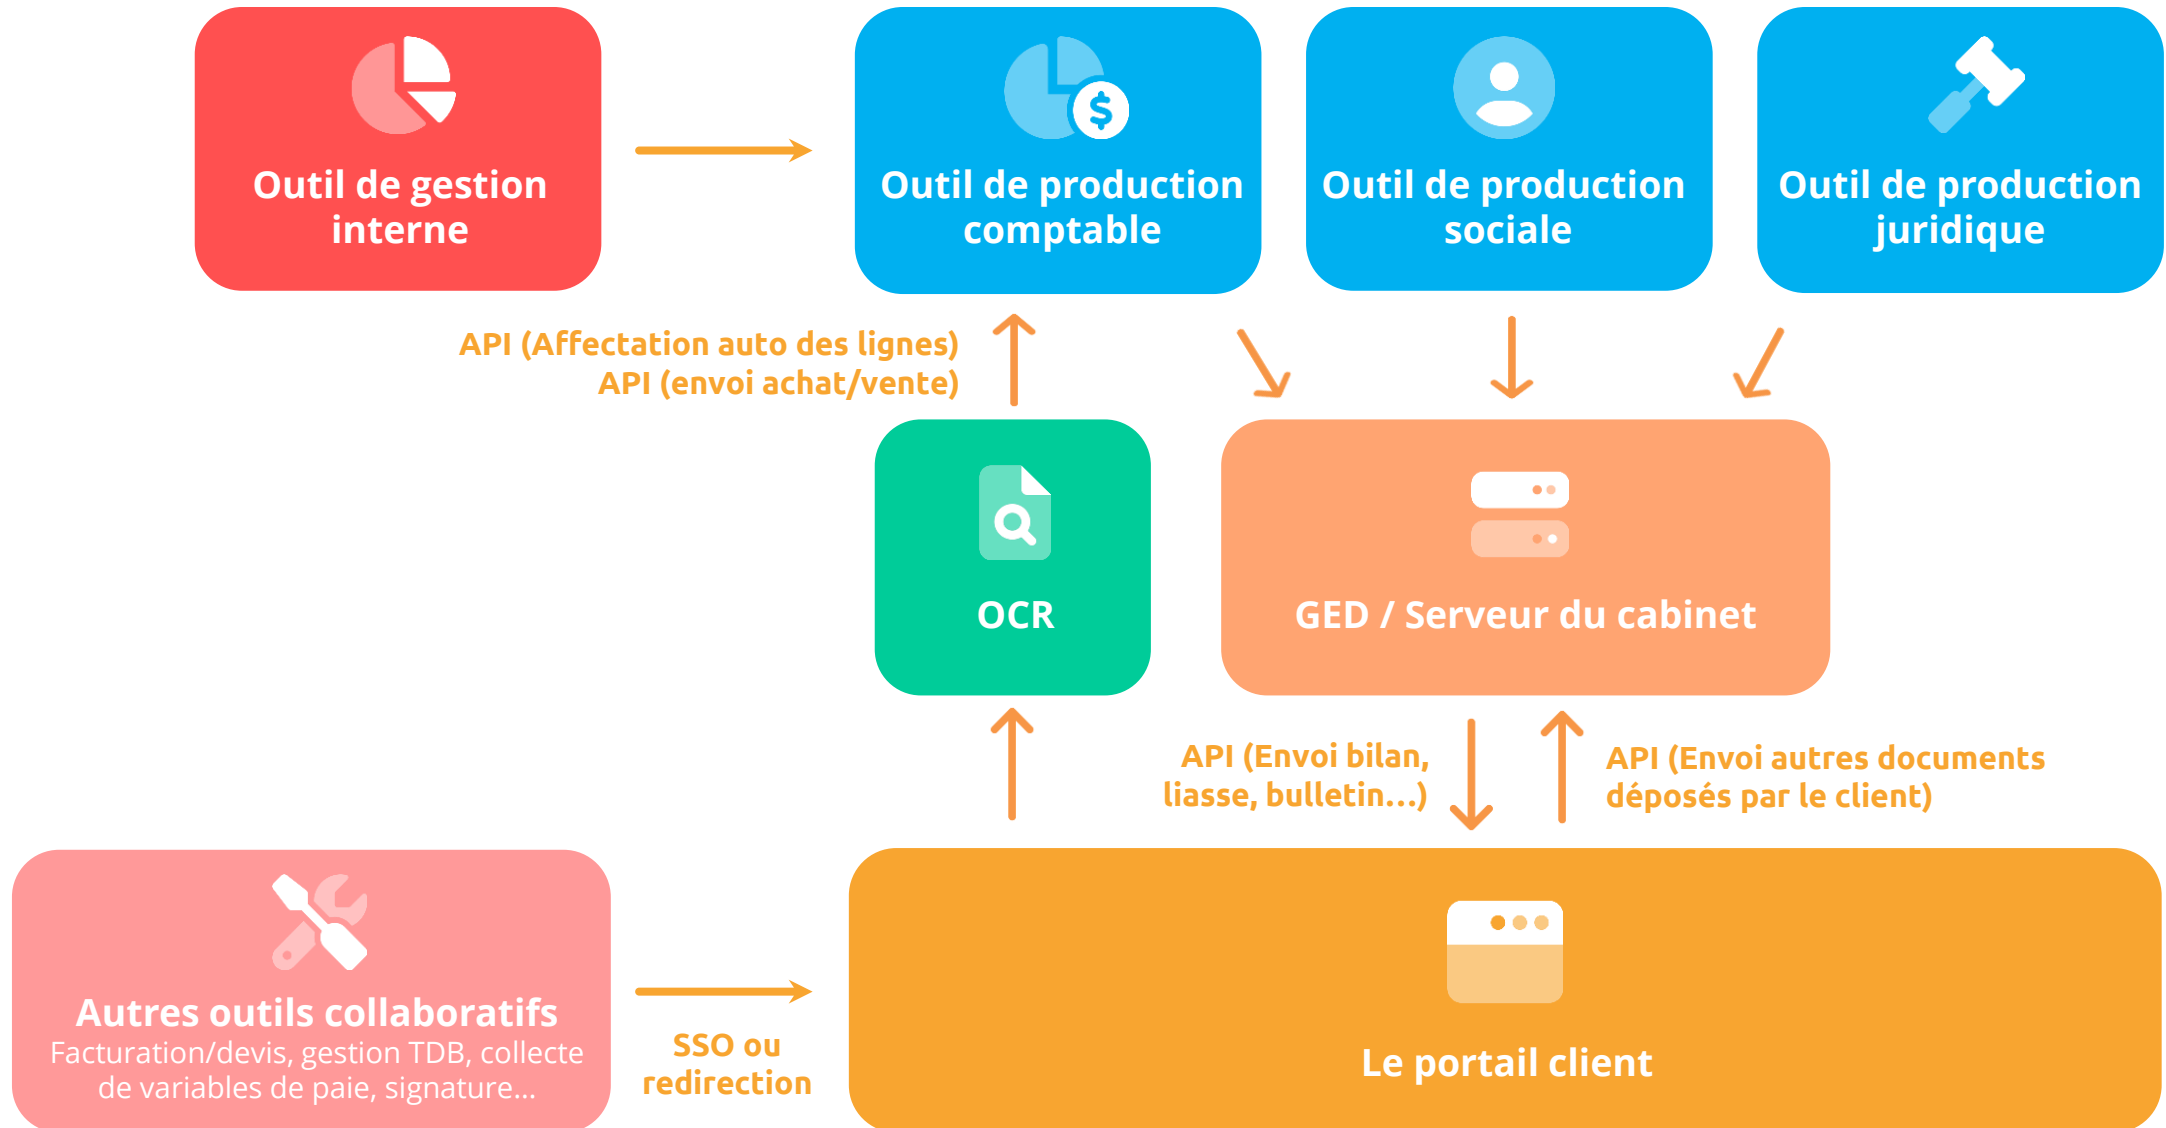 Outil de gestion
interne
Outil de production
comptable
Outil de production
sociale
Outil de production
juridique
API (Affectation auto des lignes)
API (envoi achat/vente)
OCR
GED / Serveur du cabinet
API (Envoi bilan,
liasse, bulletin...)
API (Envoi autres documents
déposés par le client)
Autres outils collaboratifs
Facturation/devis, gestion TDB, collecte
de variables de paie, signature...
SSO ou
redirection
Le portail client